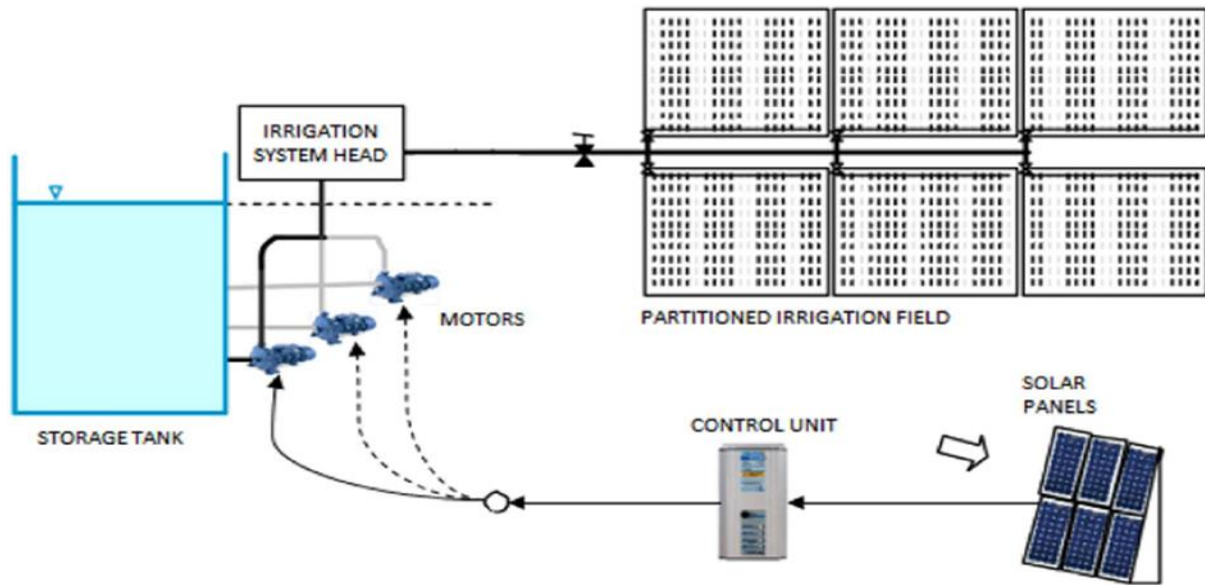 IRRIGATION
SYSTEM HEAD
MOTORS
PARTITIONED IRRIGATION FIELD
STORAGE TANK
CONTROL UNIT
SOLAR
PANELS